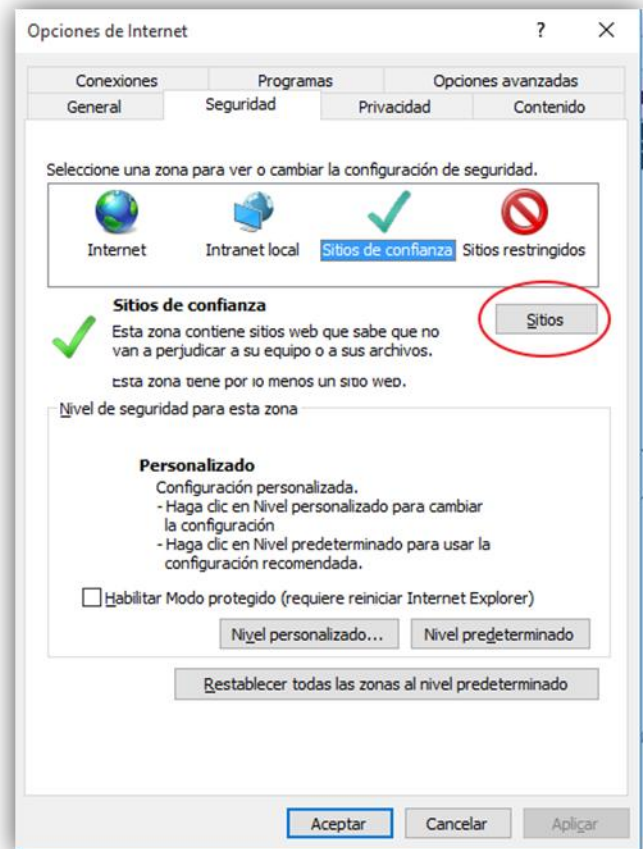 Opciones de Internet
?
Conexiones Programas Opciones avanzadas
General Seguridad Privacidad Contenido
Seleccione una zona para ver o cambiar la configuración de seguridad.
Internet Intranet local Sitios de confianza Sitios restringidos
Sitios de confianza
Sitios
Esta zona contiene sitios web que sabe que no
van a perjudicar a su equipo o a sus archivos.
Esta zona tiene por lo menos un sitio web.
Nivel de seguridad para esta zona
Personalizado
Configuración personalizada.
- Haga clic en Nivel personalizado para cambiar
la configuración
- Haga clic en Nivel predeterminado para usar la
configuración recomendada.
Habilitar Modo protegido (requiere reiniciar Internet Explorer)
Nivel personalizado... Nivel predeterminado
Restablecer todas las zonas al nivel predeterminado
Aceptar Cancelar Aplicar